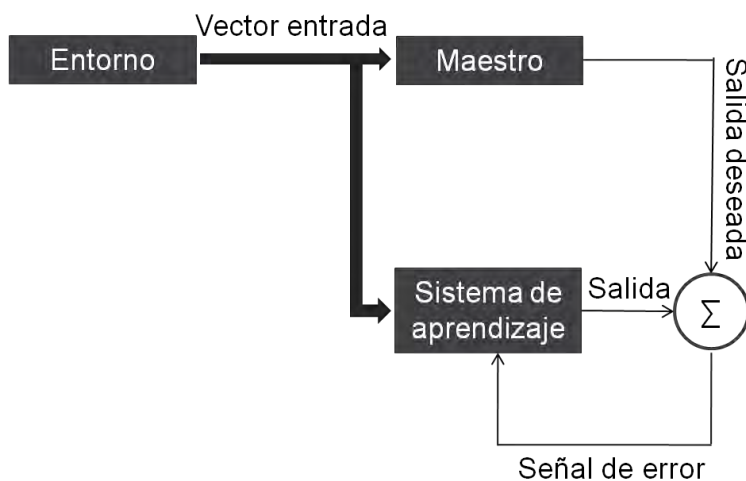 Vector entrada
Entorno
Maestro
Salida deseada
Sistema de
aprendizaje
Salida
Σ
Señal de error